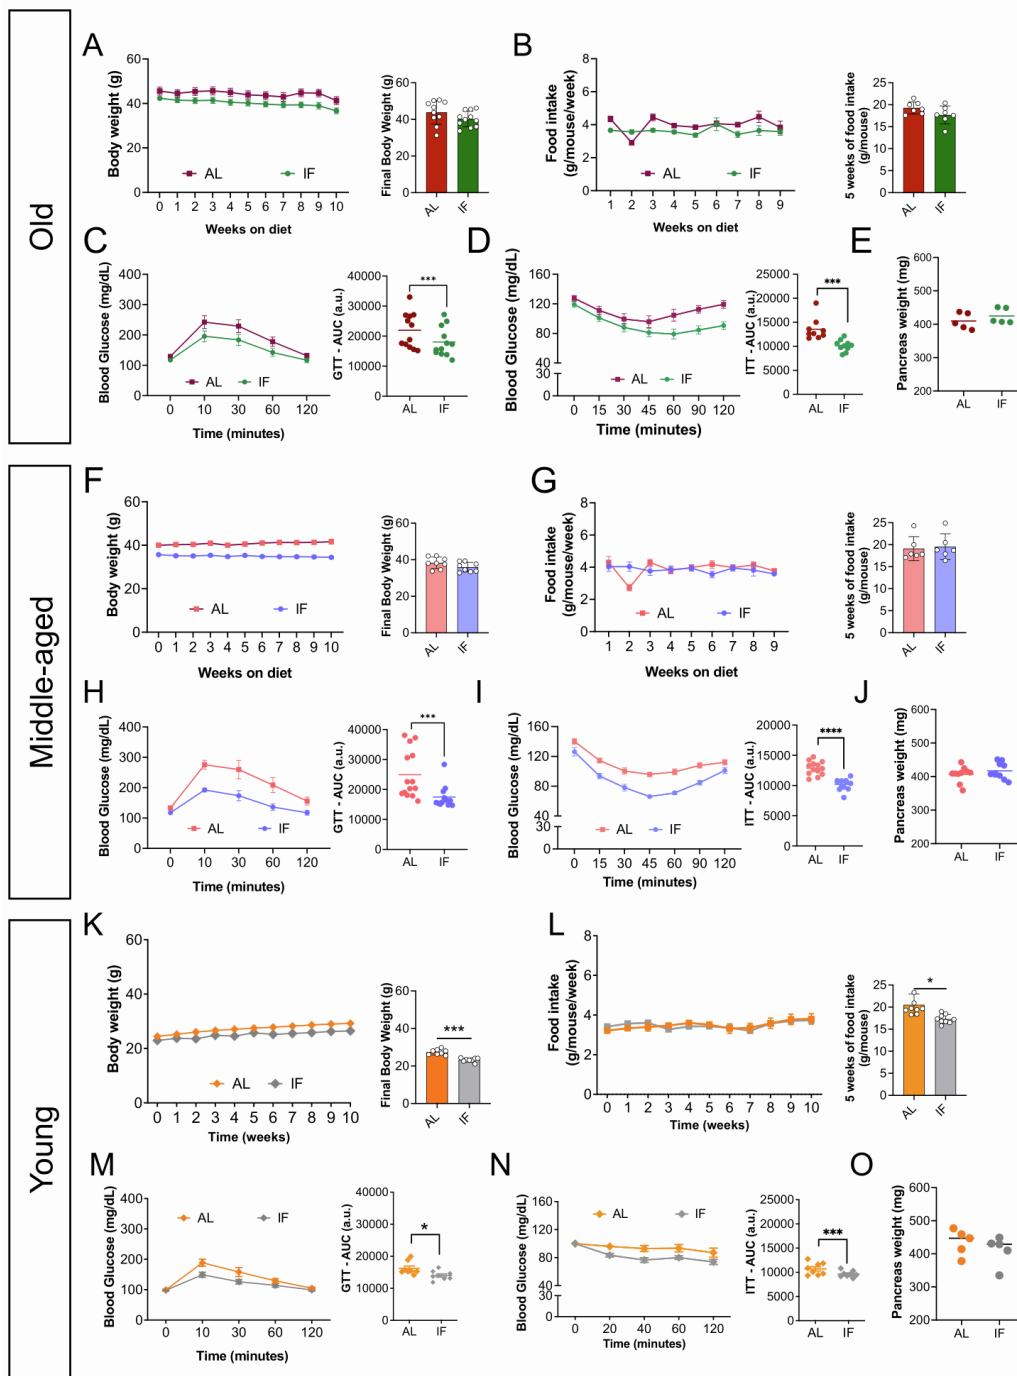 Old
A
Body weight (g)
60
40
20
0
AL
IF
0 1 2 3 4 5 6 7 8 9 10
Weeks on diet
Final Body Weight (g)
60
40
20
0
AL
IF
B
Food intake
(g/mouse/week)
8
6
4
2
0
AL
IF
1 2 3 4 5 6 7 8 9
Weeks on diet
5 weeks of food intake
(g/mouse)
25
20
15
10
5
0
AL
IF
C
Blood Glucose (mg/dL)
400
300
200
100
0
AL
IF
0 10 30 60 120
Time (minutes)
GTT - AUC (a.u.)
40000
30000
20000
10000
0
***
AL
IF
D
Blood Glucose (mg/dL)
160
120
80
40
30
0
AL
IF
0 15 30 45 60 90 120
Time (minutes)
ITT - AUC (a.u.)
25000
20000
15000
10000
5000
0
***
AL
IF
E
Pancreas weight (mg)
600
500
400
300
200
AL
IF
Middle-aged
F
Body weight (g)
60
40
20
0
AL
IF
0 1 2 3 4 5 6 7 8 9 10
Weeks on diet
Final Body Weight (g)
60
40
20
0
AL
IF
G
Food intake
(g/mouse/week)
8
6
4
2
0
AL
IF
1 2 3 4 5 6 7 8 9
Weeks on diet
5 weeks of food intake
(g/mouse)
25
20
15
10
5
0
AL
IF
H
Blood Glucose (mg/dL)
400
300
200
100
0
AL
IF
0 10 30 60 120
Time (minutes)
GTT - AUC (a.u.)
40000
30000
20000
10000
0
***
AL
IF
I
Blood Glucose (mg/dL)
160
120
80
40
30
0
AL
IF
0 15 30 45 60 90 120
Time (minutes)
ITT - AUC (a.u.)
20000
15000
10000
5000
0
****
AL
IF
J
Pancreas weight (mg)
600
500
400
300
200
AL
IF
Young
K
Body weight (g)
60
40
20
0
AL
IF
0 1 2 3 4 5 6 7 8 9 10
Time (weeks)
Final Body Weight (g)
60
40
20
0
***
AL
IF
L
Food intake
(g/mouse/week)
8
6
4
2
0
0 1 2 3 4 5 6 7 8 9 10
Time (weeks)
AL
IF
5 weeks of food intake
(g/mouse)
25
20
15
10
5
0
*
AL
IF
M
Blood Glucose (mg/dL)
400
300
200
100
0
AL
IF
0 10 30 60 120
Time (minutes)
GTT - AUC (a.u.)
40000
30000
20000
10000
0
*
AL
IF
N
Blood Glucose (mg/dL)
160
120
80
40
30
0
AL
IF
0 20 40 60 120
Time (minutes)
ITT - AUC (a.u.)
25000
20000
15000
10000
5000
0
***
AL
IF
O
Pancreas weight (mg)
600
500
400
300
200
AL
IF